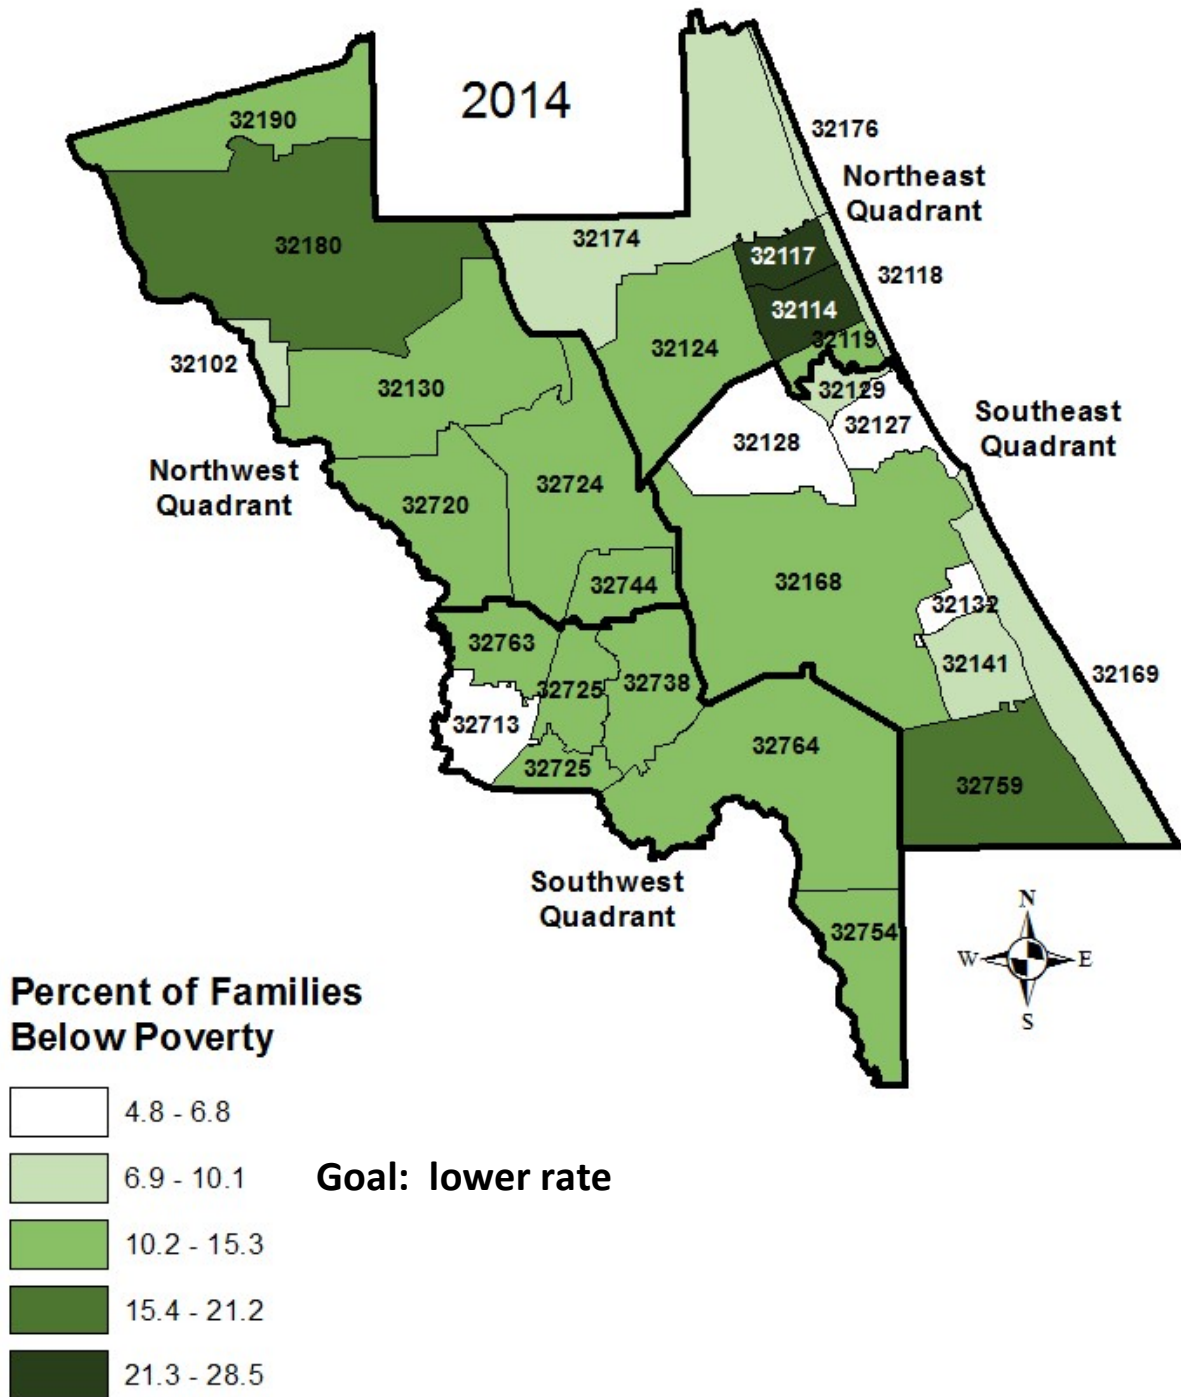 2014
32190
32176
Northeast
Quadrant
32180
32174
32117
32118
32114
32102
32124
32119
32130
32129
32127
Southeast
Quadrant
32128
Northwest
Quadrant
32724
32720
32168
32744
32132
32763
32141
32169
32725
32738
32713
32764
32725
32759
Southwest
Quadrant
32754
N
W
E
S
Percent of Families
Below Poverty
4.8 - 6.8
6.9 - 10.1
Goal: lower rate
10.2 - 15.3
15.4 - 21.2
21.3 - 28.5